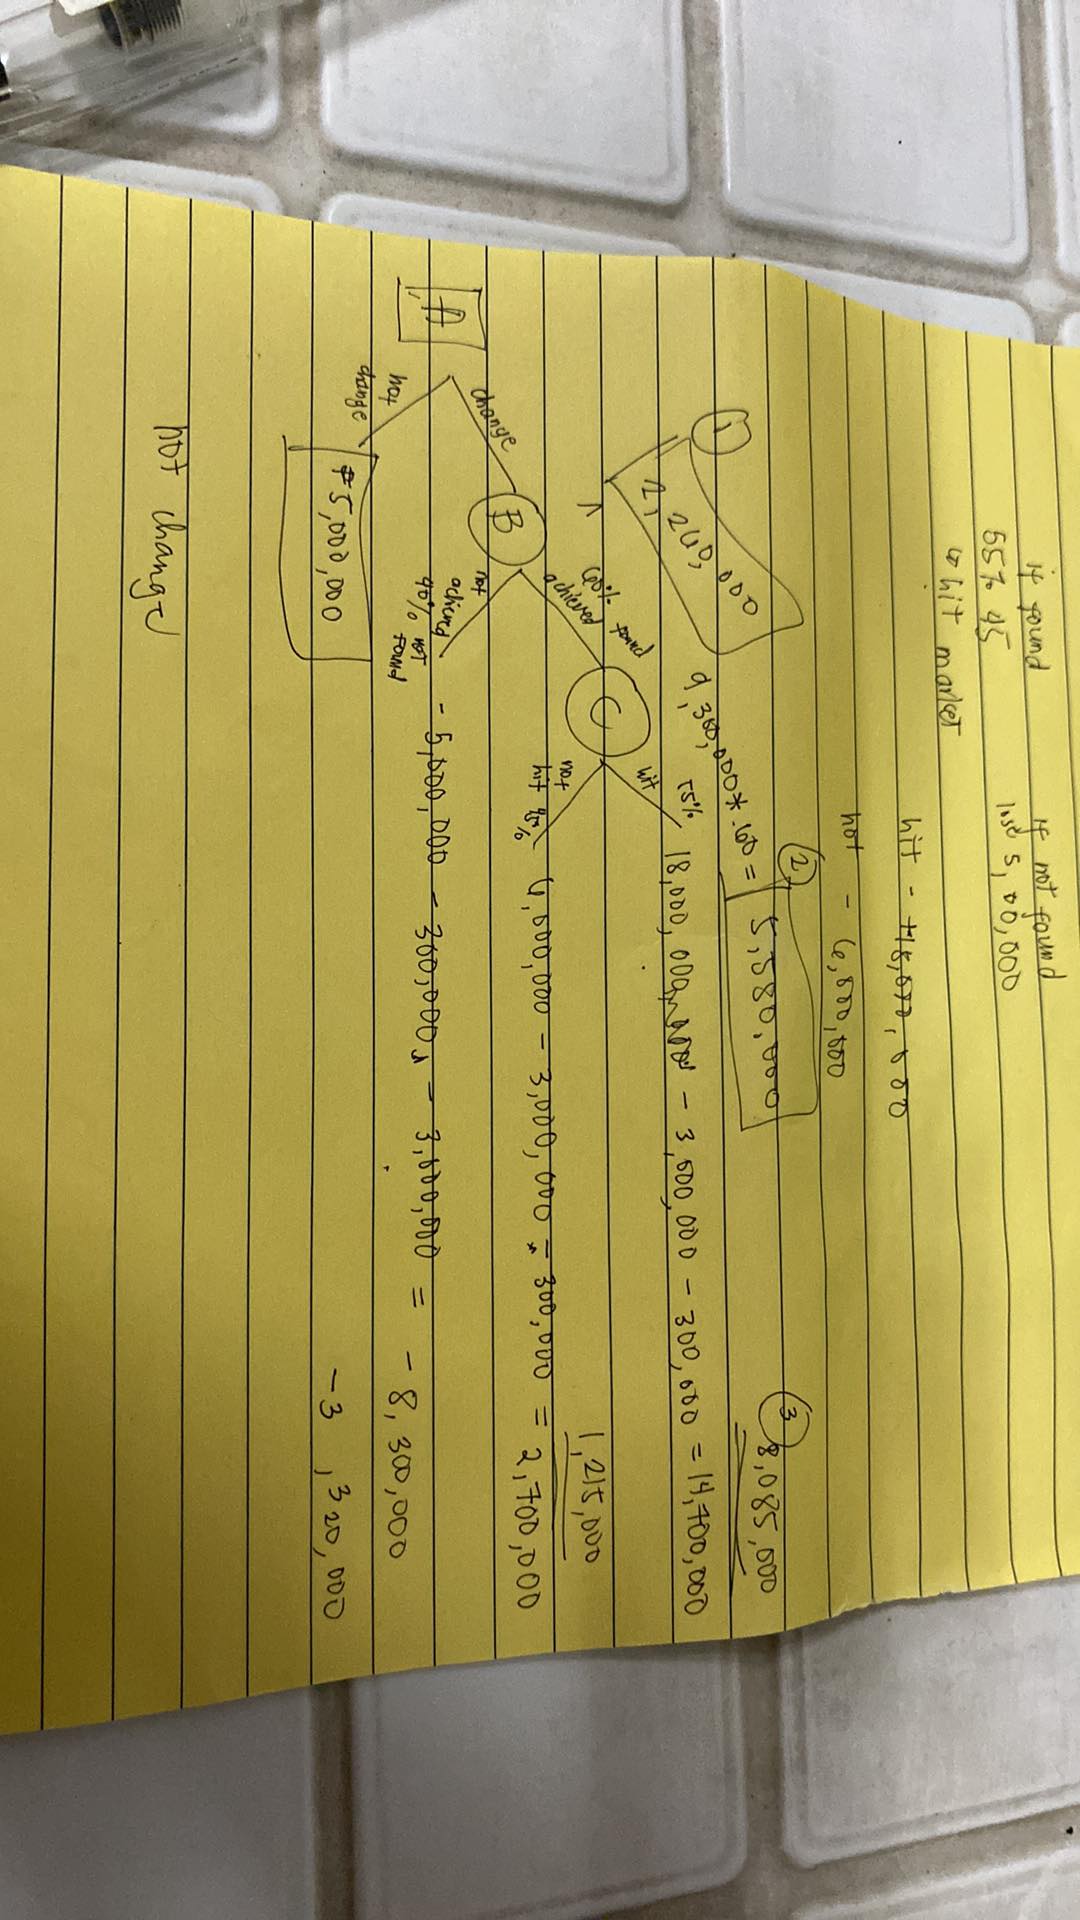 if found
if not found
55% 45
lose 5,00,000
↳ hit market
hit - +18,000,000
not - 6,000,000
① 2,260,000
9,300,000 * .60 =
② 5,580,000
③ 8,085,000
55%
hit
18,000,000 - 3,000,000 - 300,000 = 14,700,000
60% found
achieved
C
1,215,000
not
hit 45%
6,000,000 - 3,000,000 - 300,000 = 2,700,000
change
B
not
achieved
40% not
found
- 5,000,000 - 300,000 - 3,000,000 = - 8,300,000
A
not
change
₱5,000,000
-3,320,000
not change